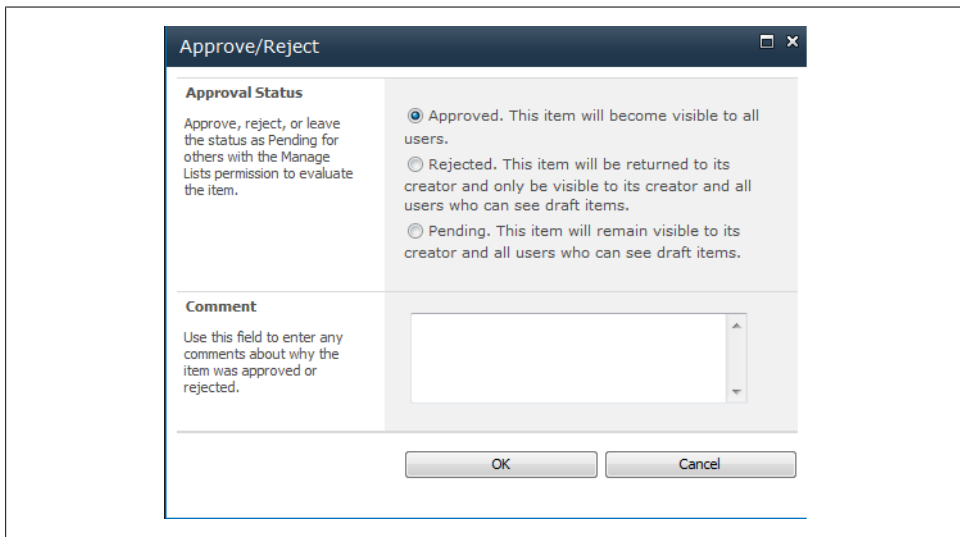 Approve/Reject
Approval Status
Approve, reject, or leave
the status as Pending for
others with the Manage
Lists permission to evaluate
the item.
Approved. This item will become visible to all
users.
Rejected. This item will be returned to its
creator and only be visible to its creator and all
users who can see draft items.
Pending. This item will remain visible to its
creator and all users who can see draft items.
Comment
Use this field to enter any
comments about why the
item was approved or
rejected.
OK
Cancel